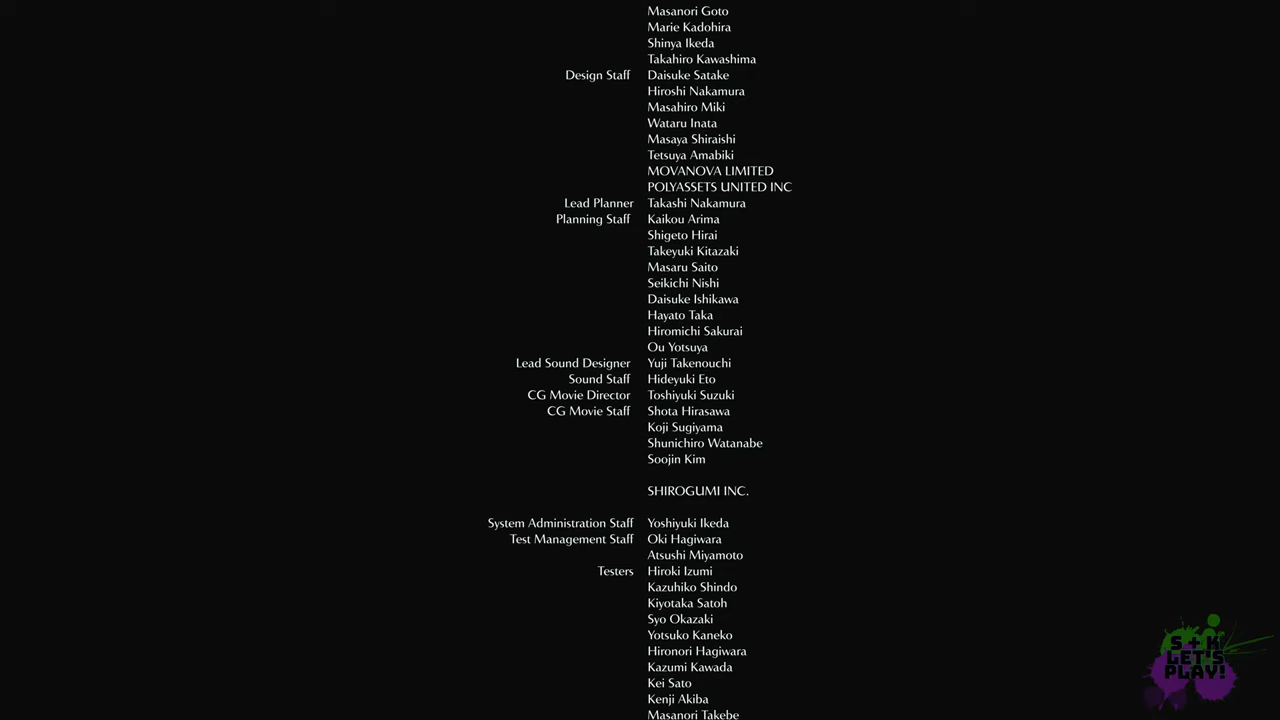 Masanori Goto
Marie Kadohira
Shinya Ikeda
Takahiro Kawashima
Design Staff Daisuke Satake
Hiroshi Nakamura
Masahiro Miki
Wataru Inata
Masaya Shiraishi
Tetsuya Amabiki
MOVANOVA LIMITED
POLYASSETS UNITED INC
Lead Planner Takashi Nakamura
Planning Staff Kaikou Arima
Shigeto Hirai
Takeyuki Kitazaki
Masaru Saito
Seikichi Nishi
Daisuke Ishikawa
Hayato Taka
Hiromichi Sakurai
Ou Yotsuya
Lead Sound Designer Yuji Takenouchi
Sound Staff Hideyuki Eto
CG Movie Director Toshiyuki Suzuki
CG Movie Staff Shota Hirasawa
Koji Sugiyama
Shunichiro Watanabe
Soojin Kim
SHIROGUMI INC.
System Administration Staff Yoshiyuki Ikeda
Test Management Staff Oki Hagiwara
Atsushi Miyamoto
Testers Hiroki Izumi
Kazuhiko Shindo
Kiyotaka Satoh
Syo Okazaki
Yotsuko Kaneko
Hironori Hagiwara
Kazumi Kawada
Kei Sato
Kenji Akiba
Masanori Takebe
S+K
LET'S
PLAY!